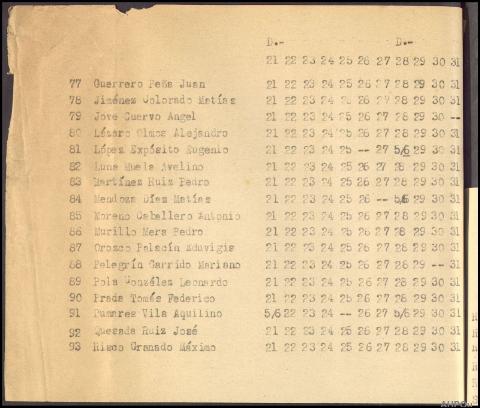 D.- D.-
21 22 23 24 25 26 27 28 29 30 31
77 Guerrero Peña Juan 21 22 23 24 25 26 27 28 29 30 31
78 Jiménez Colorado Matías 21 22 23 24 25 26 27 28 29 30 31
79 Jove Cuervo Angel 21 22 23 24 25 26 27 28 29 30 --
80 Lázaro Olmos Alejandro 21 22 23 24 25 26 27 28 29 30 31
81 López Expósito Eugenio 21 22 23 24 25 -- 27 5/6 29 30 31
82 Luna Muela Avelino 21 22 23 24 25 26 27 28 29 30 31
83 Martínez Ruiz Pedro 21 22 23 24 25 26 27 28 29 30 31
84 Mendoza Díaz Matías 21 22 23 24 25 26 -- 5/6 29 30 31
85 Moreno Caballero Antonio 21 22 23 24 25 26 27 28 29 30 31
86 Murillo Mera Pedro 21 22 23 24 25 26 27 28 29 30 31
87 Orozco Palacín Eduvigis 21 22 23 24 25 26 27 28 29 30 31
88 Pelegrín Garrido Mariano 21 22 23 24 25 26 27 28 29 -- 31
89 Pola González Leonardo 21 22 23 24 25 26 27 28 29 30 31
90 Prada Tomás Federico 21 22 23 24 25 26 27 28 29 30 31
91 Pumares Vila Aquilino 5/6 22 23 24 -- 26 27 5/6 29 30 31
92 Quesada Ruiz José 21 22 23 24 25 26 27 28 29 30 31
93 Risco Granado Máximo 21 22 23 24 25 26 27 28 29 30 31